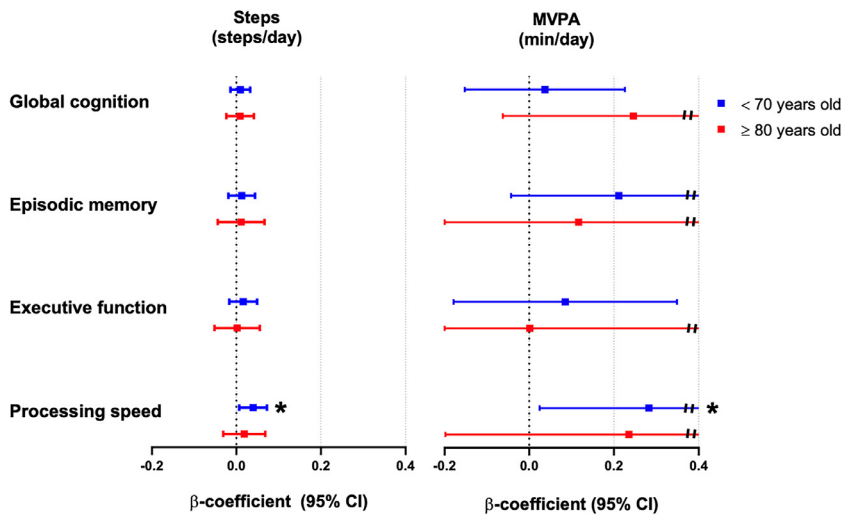 Steps
(steps/day)
MVPA
(min/day)
Global cognition
< 70 years old
≥ 80 years old
Episodic memory
Executive function
Processing speed
*
*
-0.2 0.0 0.2 0.4
-0.2 0.0 0.2 0.4
β-coefficient (95% CI)
β-coefficient (95% CI)